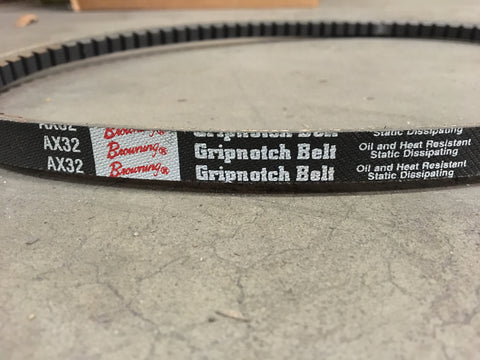 AX32 Browning® Gripnotch Belt Static Dissipating
AX32 Browning® Gripnotch Belt Oil and Heat Resistant
Static Dissipating
AX32 Browning® Gripnotch Belt Oil and Heat Resistant
Static Dissipating